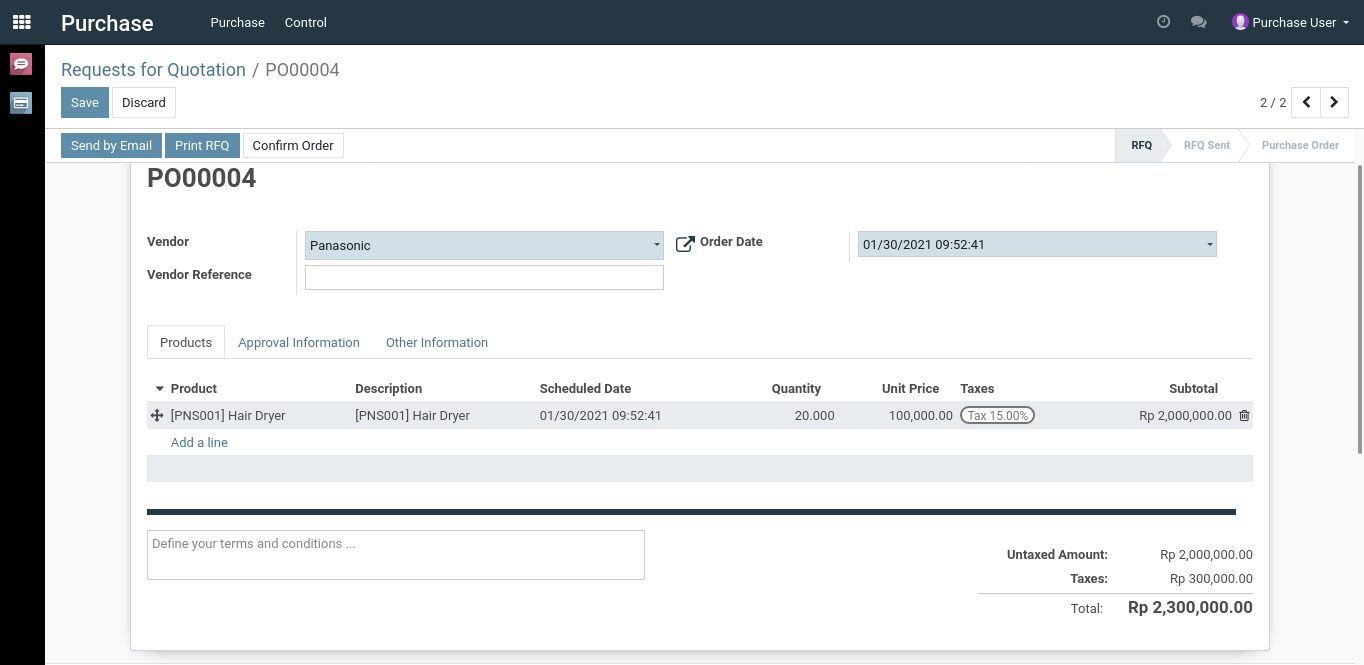 Purchase Purchase Control Purchase User
Requests for Quotation / PO00004
Save Discard 2 / 2
Send by Email Print RFQ Confirm Order RFQ RFQ Sent Purchase Order
PO00004
Vendor Panasonic Order Date 01/30/2021 09:52:41
Vendor Reference
Products Approval Information Other Information
Product Description Scheduled Date Quantity Unit Price Taxes Subtotal
[PNS001] Hair Dryer [PNS001] Hair Dryer 01/30/2021 09:52:41 20.000 100,000.00 Tax 15.00% Rp 2,000,000.00
Add a line
Define your terms and conditions ...
Untaxed Amount: Rp 2,000,000.00
Taxes: Rp 300,000.00
Total: Rp 2,300,000.00